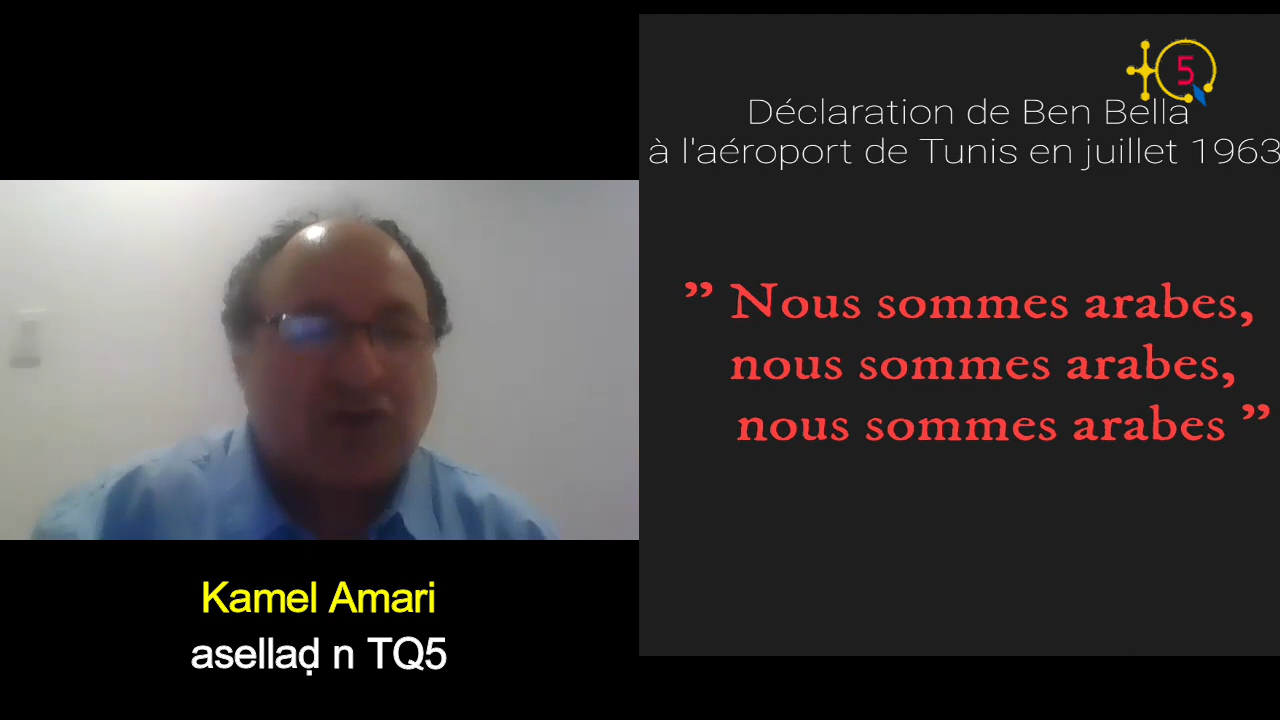 5
Déclaration de Ben Bella
à l'aéroport de Tunis en juillet 1963
” Nous sommes arabes,
nous sommes arabes,
nous sommes arabes ”
Kamel Amari
asellaḍ n TQ5